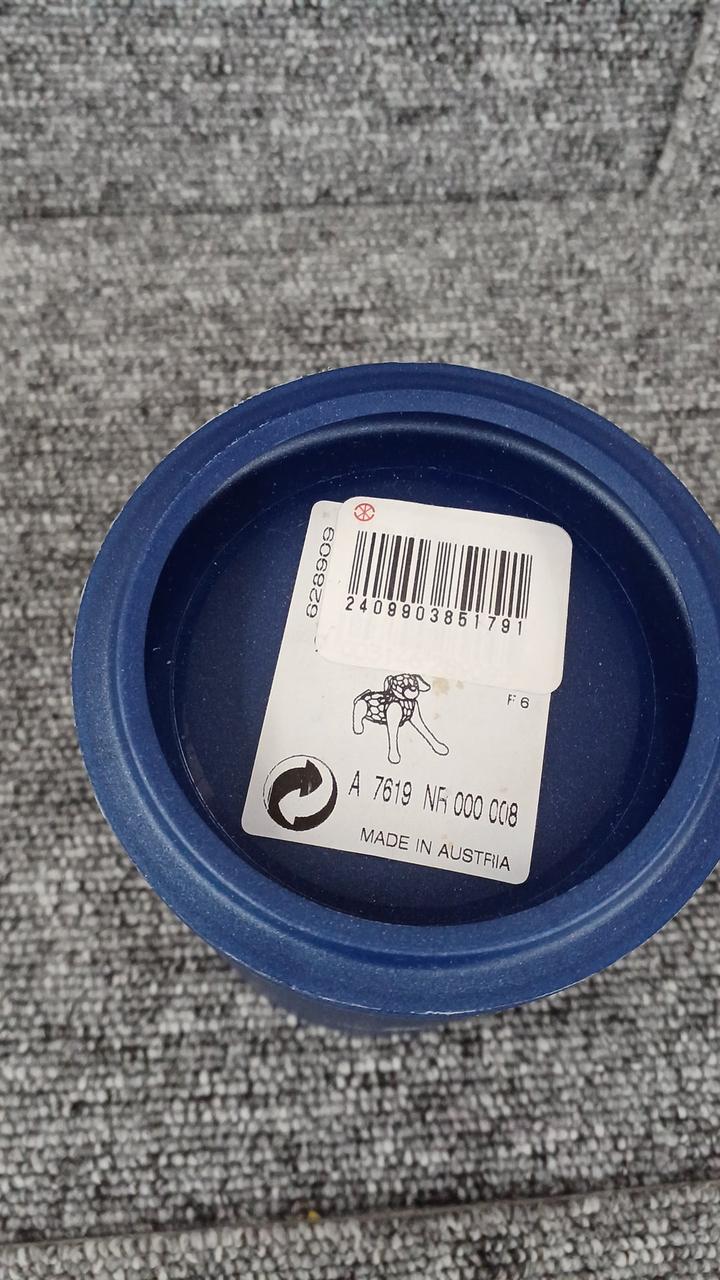 2409903851791
628909
F 6
A 7619 NR 000 008
MADE IN AUSTRIA